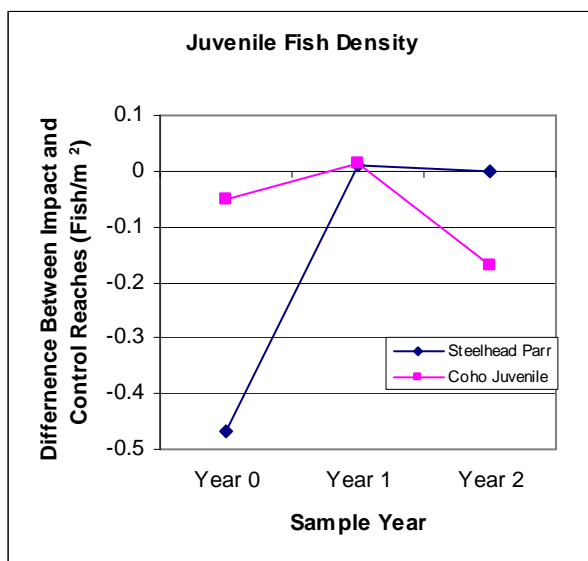 Juvenile Fish Density
Differnence Between Impact and
Control Reaches (Fish/m ²)
0.1
0
-0.1
-0.2
-0.3
-0.4
-0.5
Steelhead Parr
Coho Juvenile
Year 0
Year 1
Year 2
Sample Year